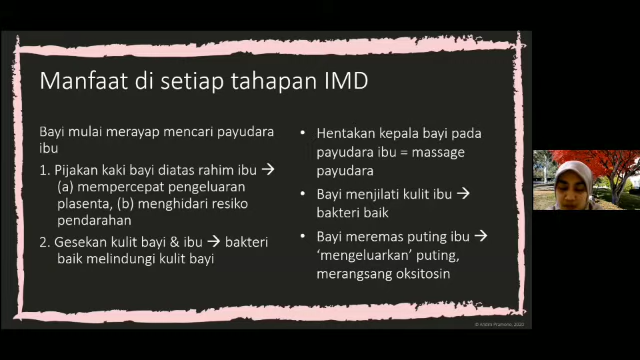 Manfaat di setiap tahapan IMD
Bayi mulai merayap mencari payudara
ibu
1. Pijakan kaki bayi diatas rahim ibu →
(a) mempercepat pengeluaran
plasenta, (b) menghidari resiko
pendarahan
2. Gesekan kulit bayi & ibu → bakteri
baik melindungi kulit bayi
• Hentakan kepala bayi pada
payudara ibu = massage
payudara
• Bayi menjilati kulit ibu →
bakteri baik
• Bayi meremas puting ibu →
‘mengeluarkan’ puting,
merangsang oksitosin
2020